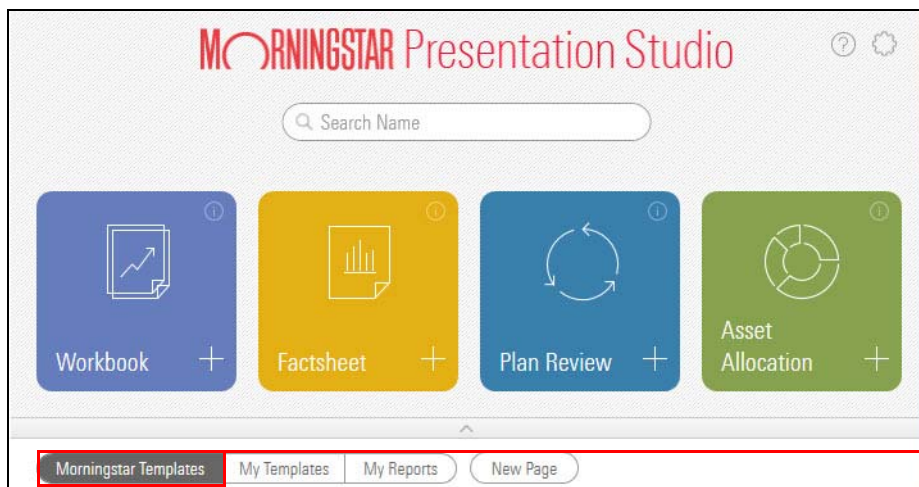 MORNINGSTAR Presentation Studio
Search Name
Workbook
Factsheet
Plan Review
Asset
Allocation
Morningstar Templates My Templates My Reports New Page